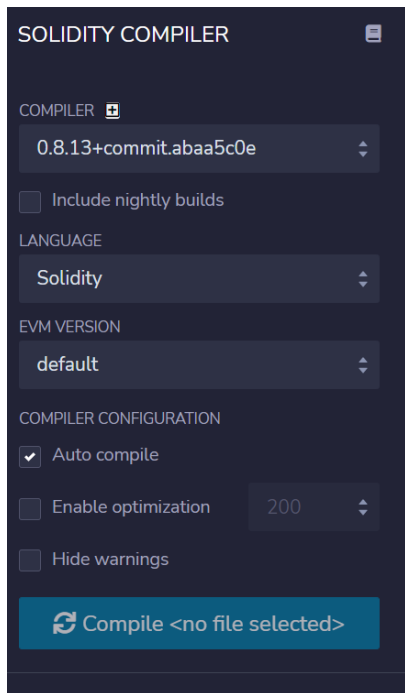 SOLIDITY COMPILER
COMPILER
0.8.13+commit.abaa5c0e
Include nightly builds
LANGUAGE
Solidity
EVM VERSION
default
COMPILER CONFIGURATION
Auto compile
Enable optimization 200
Hide warnings
Compile <no file selected>